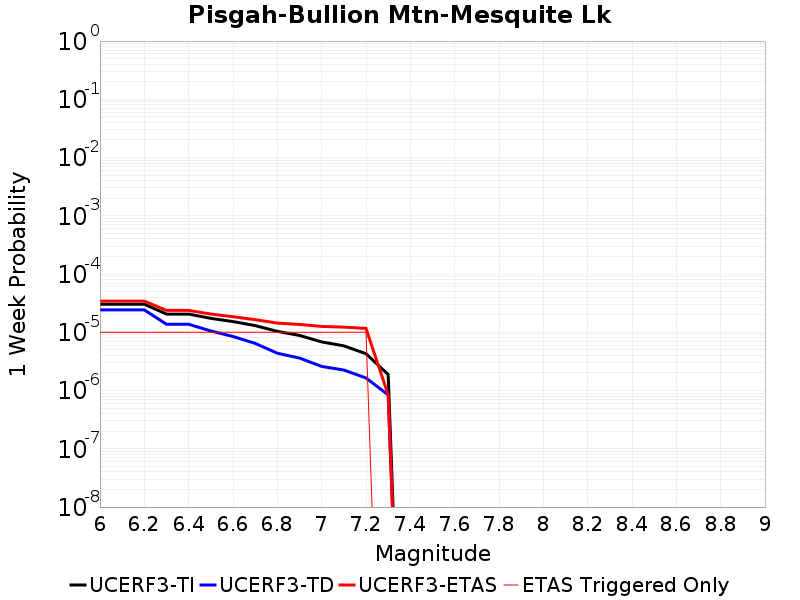 Pisgah-Bullion Mtn-Mesquite Lk
1 Week Probability
10^0
10^-1
10^-2
10^-3
10^-4
10^-5
10^-6
10^-7
10^-8
6 6.2 6.4 6.6 6.8 7 7.2 7.4 7.6 7.8 8 8.2 8.4 8.6 8.8 9
Magnitude
UCERF3-TI UCERF3-TD UCERF3-ETAS ETAS Triggered Only